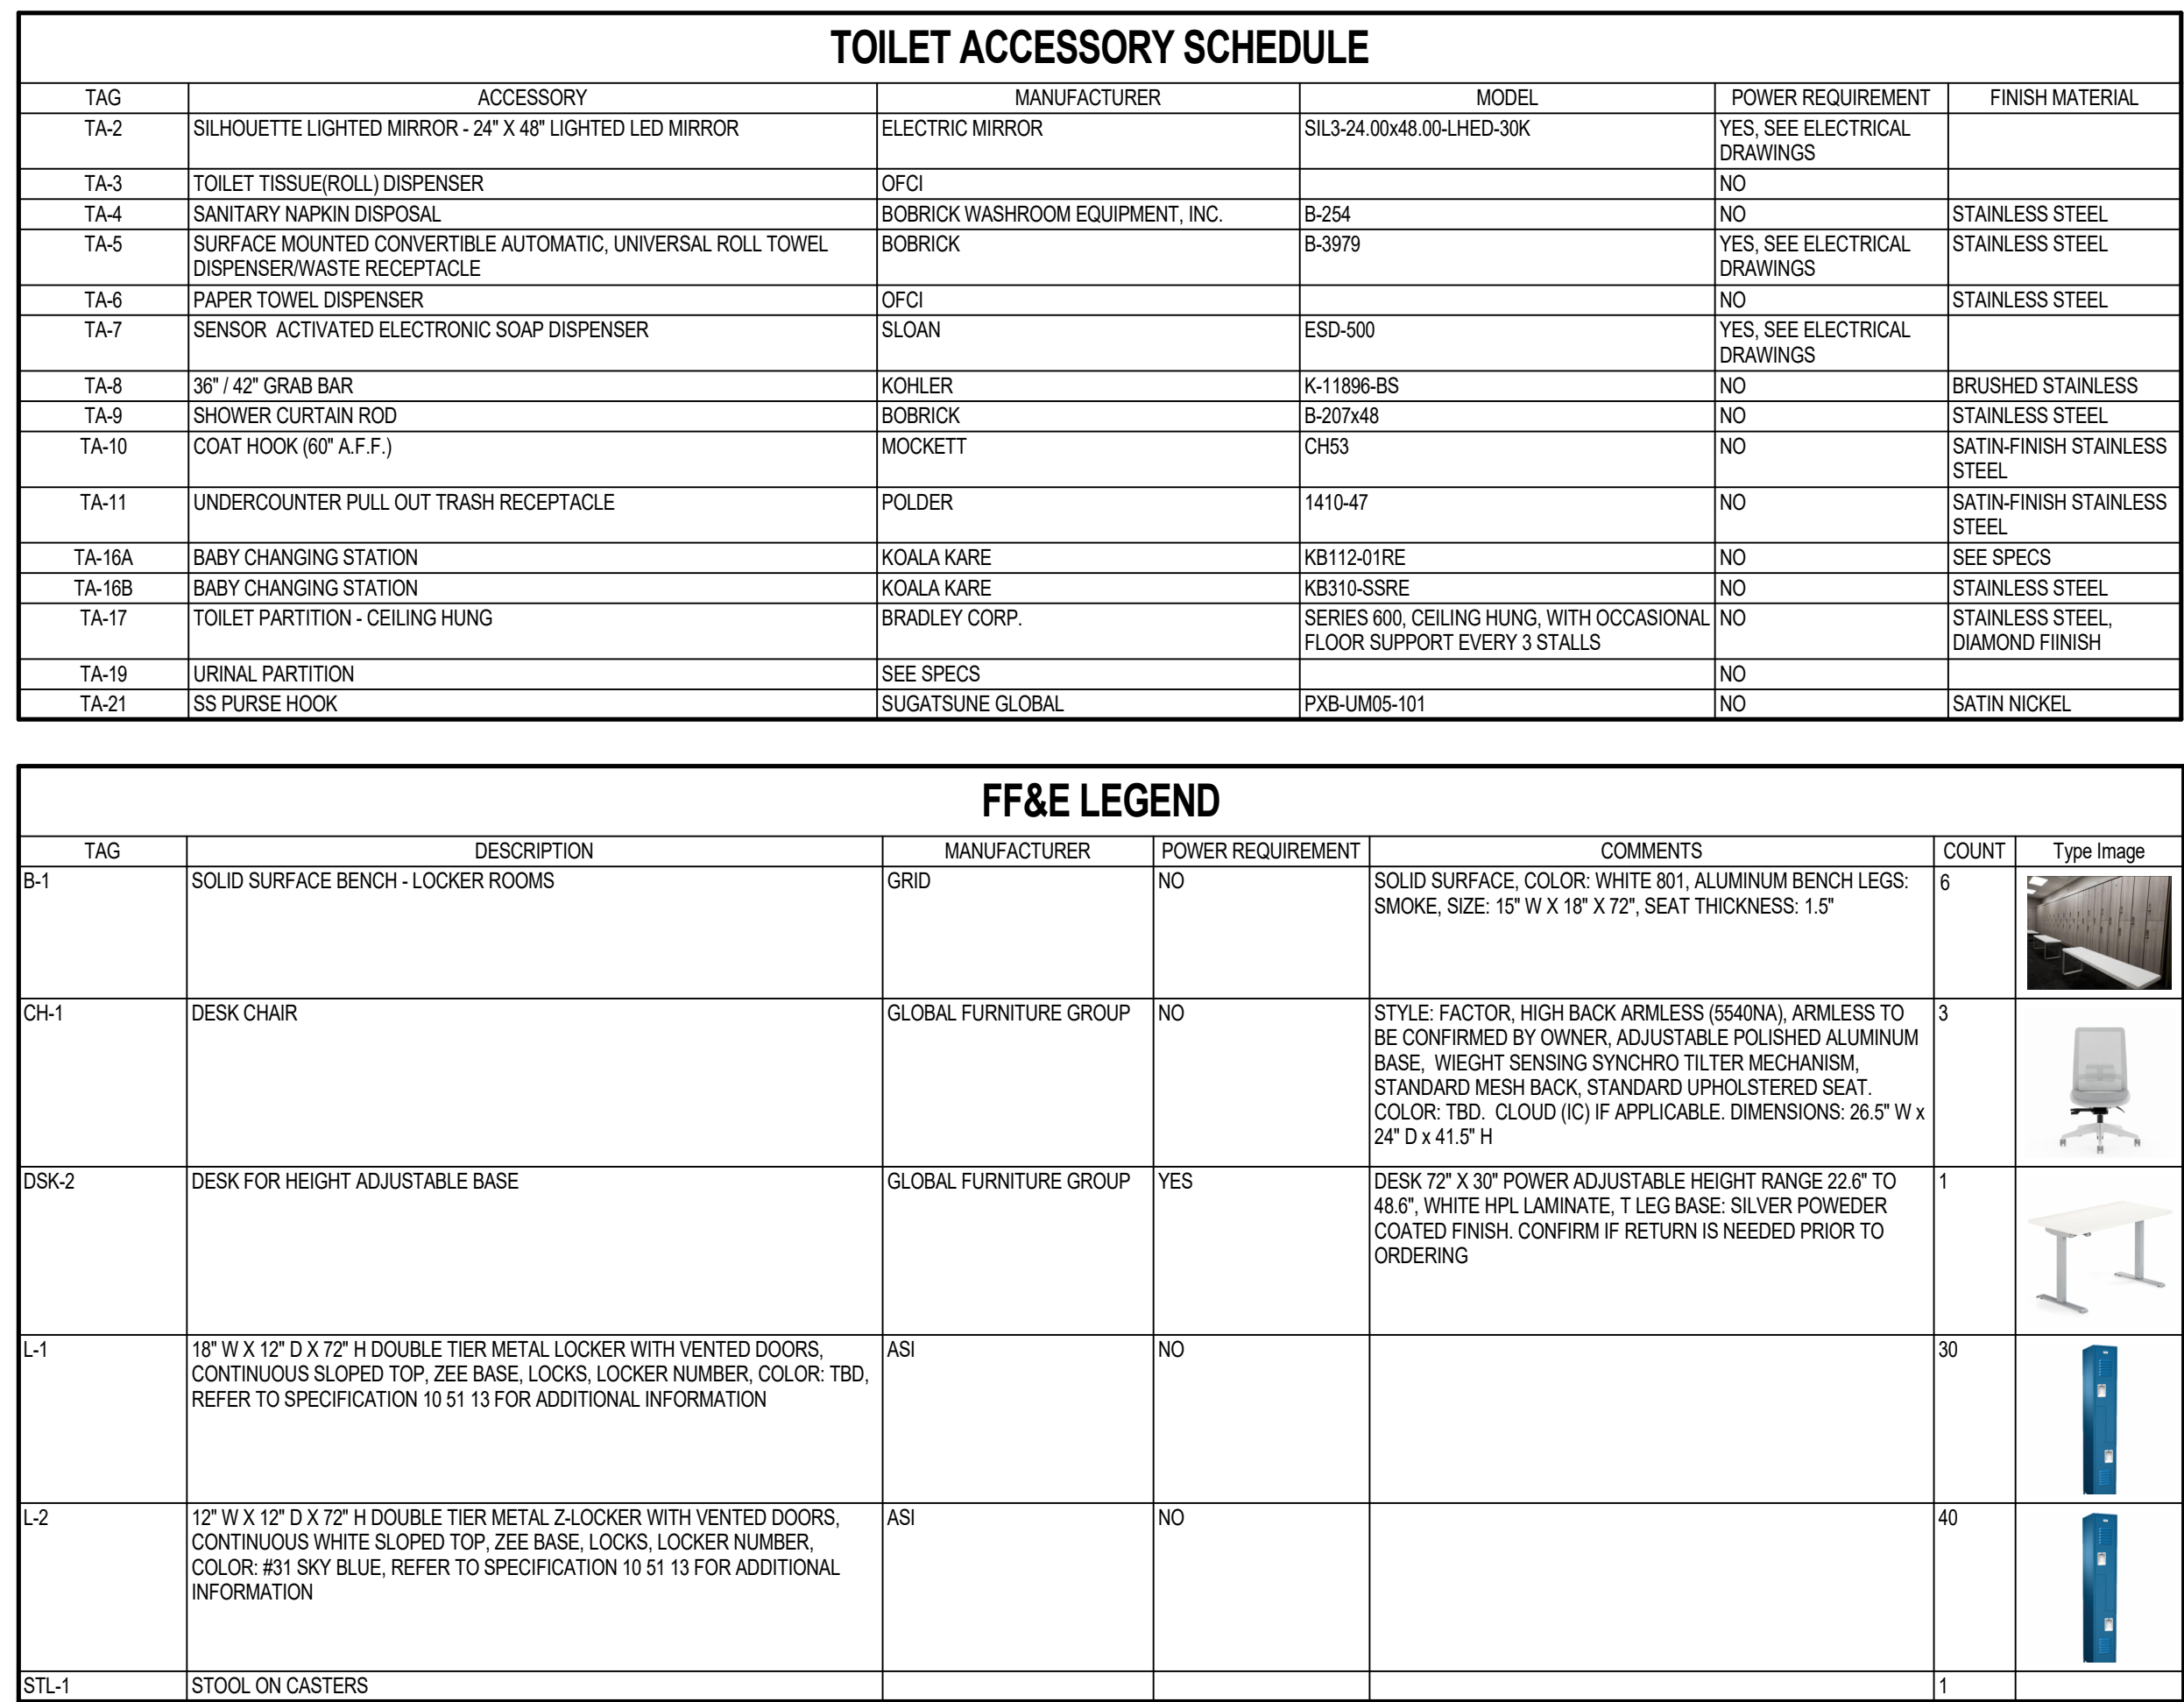 TOILET ACCESSORY SCHEDULE
TAG ACCESSORY MANUFACTURER MODEL POWER REQUIREMENT FINISH MATERIAL
TA-2 SILHOUETTE LIGHTED MIRROR - 24" X 48" LIGHTED LED MIRROR ELECTRIC MIRROR SIL3-24.00x48.00-LHED-30K YES, SEE ELECTRICAL
DRAWINGS
TA-3 TOILET TISSUE(ROLL) DISPENSER OFCI NO
TA-4 SANITARY NAPKIN DISPOSAL BOBRICK WASHROOM EQUIPMENT, INC. B-254 NO STAINLESS STEEL
TA-5 SURFACE MOUNTED CONVERTIBLE AUTOMATIC, UNIVERSAL ROLL TOWEL BOBRICK B-3979 YES, SEE ELECTRICAL STAINLESS STEEL
DISPENSER/WASTE RECEPTACLE DRAWINGS
TA-6 PAPER TOWEL DISPENSER OFCI NO STAINLESS STEEL
TA-7 SENSOR ACTIVATED ELECTRONIC SOAP DISPENSER SLOAN ESD-500 YES, SEE ELECTRICAL
DRAWINGS
TA-8 36" / 42" GRAB BAR KOHLER K-11896-BS NO BRUSHED STAINLESS
TA-9 SHOWER CURTAIN ROD BOBRICK B-207x48 NO STAINLESS STEEL
TA-10 COAT HOOK (60" A.F.F.) MOCKETT CH53 NO SATIN-FINISH STAINLESS
STEEL
TA-11 UNDERCOUNTER PULL OUT TRASH RECEPTACLE POLDER 1410-47 NO SATIN-FINISH STAINLESS
STEEL
TA-16A BABY CHANGING STATION KOALA KARE KB112-01RE NO SEE SPECS
TA-16B BABY CHANGING STATION KOALA KARE KB310-SSRE NO STAINLESS STEEL
TA-17 TOILET PARTITION - CEILING HUNG BRADLEY CORP. SERIES 600, CEILING HUNG, WITH OCCASIONAL NO STAINLESS STEEL,
FLOOR SUPPORT EVERY 3 STALLS DIAMOND FIINISH
TA-19 URINAL PARTITION SEE SPECS NO
TA-21 SS PURSE HOOK SUGATSUNE GLOBAL PXB-UM05-101 NO SATIN NICKEL
FF&E LEGEND
TAG DESCRIPTION MANUFACTURER POWER REQUIREMENT COMMENTS COUNT Type Image
B-1 SOLID SURFACE BENCH - LOCKER ROOMS GRID NO SOLID SURFACE, COLOR: WHITE 801, ALUMINUM BENCH LEGS: 6
SMOKE, SIZE: 15" W X 18" X 72", SEAT THICKNESS: 1.5"
CH-1 DESK CHAIR GLOBAL FURNITURE GROUP NO STYLE: FACTOR, HIGH BACK ARMLESS (5540NA), ARMLESS TO 3
BE CONFIRMED BY OWNER, ADJUSTABLE POLISHED ALUMINUM
BASE, WIEGHT SENSING SYNCHRO TILTER MECHANISM,
STANDARD MESH BACK, STANDARD UPHOLSTERED SEAT.
COLOR: TBD. CLOUD (IC) IF APPLICABLE. DIMENSIONS: 26.5" W x
24" D x 41.5" H
DSK-2 DESK FOR HEIGHT ADJUSTABLE BASE GLOBAL FURNITURE GROUP YES DESK 72" X 30" POWER ADJUSTABLE HEIGHT RANGE 22.6" TO 1
48.6", WHITE HPL LAMINATE, T LEG BASE: SILVER POWEDER
COATED FINISH. CONFIRM IF RETURN IS NEEDED PRIOR TO
ORDERING
L-1 18" W X 12" D X 72" H DOUBLE TIER METAL LOCKER WITH VENTED DOORS, ASI NO 30
CONTINUOUS SLOPED TOP, ZEE BASE, LOCKS, LOCKER NUMBER, COLOR: TBD,
REFER TO SPECIFICATION 10 51 13 FOR ADDITIONAL INFORMATION
L-2 12" W X 12" D X 72" H DOUBLE TIER METAL Z-LOCKER WITH VENTED DOORS, ASI NO 40
CONTINUOUS WHITE SLOPED TOP, ZEE BASE, LOCKS, LOCKER NUMBER,
COLOR: #31 SKY BLUE, REFER TO SPECIFICATION 10 51 13 FOR ADDITIONAL
INFORMATION
STL-1 STOOL ON CASTERS 1